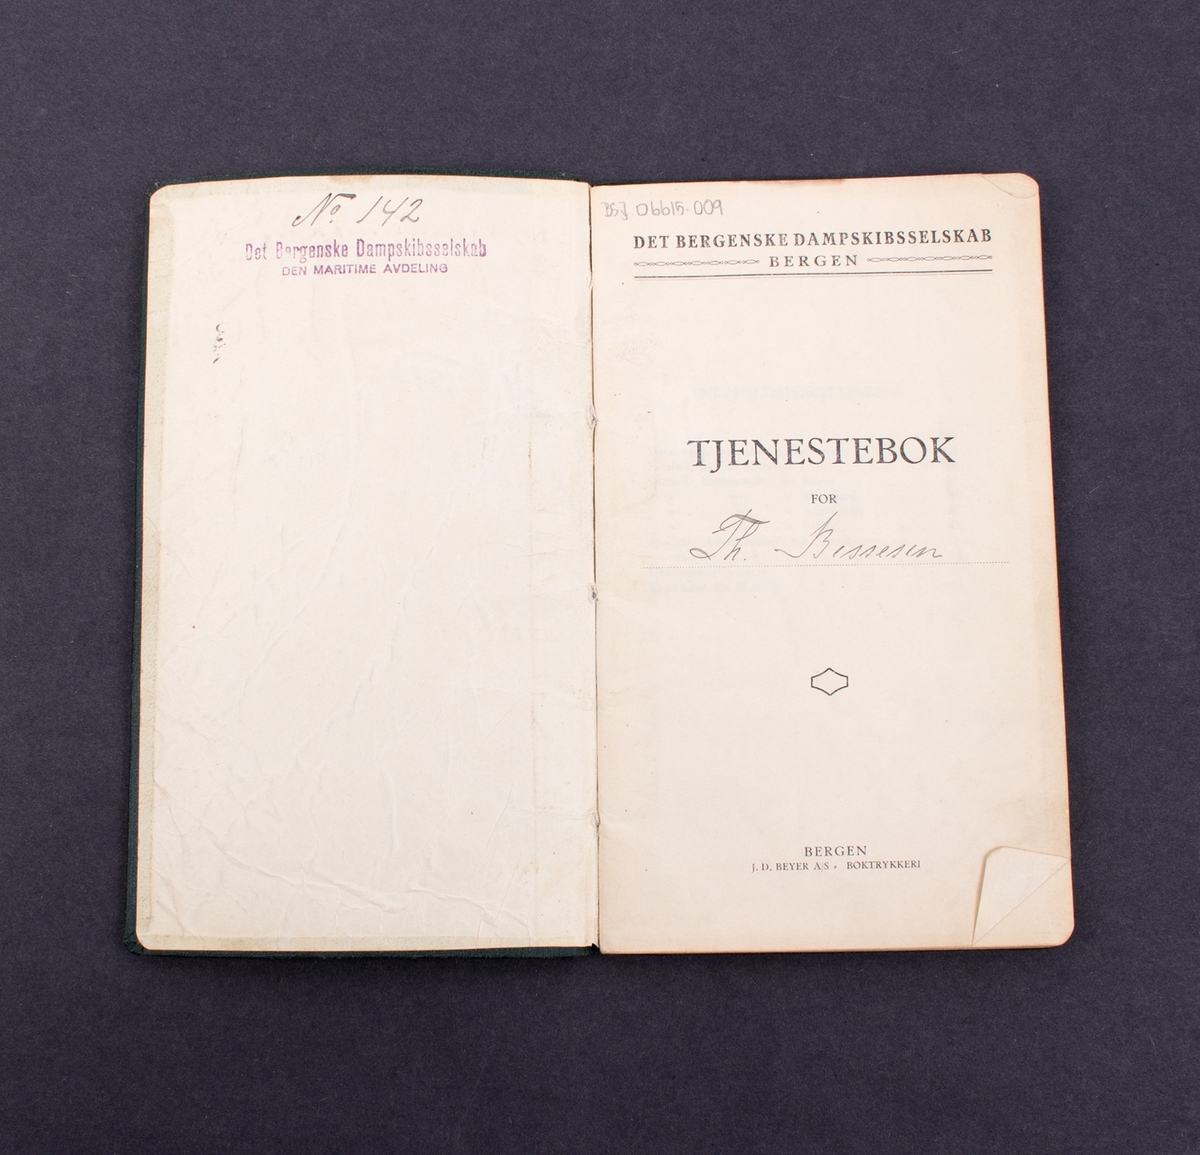 No 142
Det Bergenske Dampskibsselskab
DEN MARITIME AVDELING
BSJ 06615.009
DET BERGENSKE DAMPSKIBSSELSKAB
BERGEN
TJENESTEBOK
FOR
Th. Bessesen
BERGEN
J. D. BEYER A/S . BOKTRYKKERI